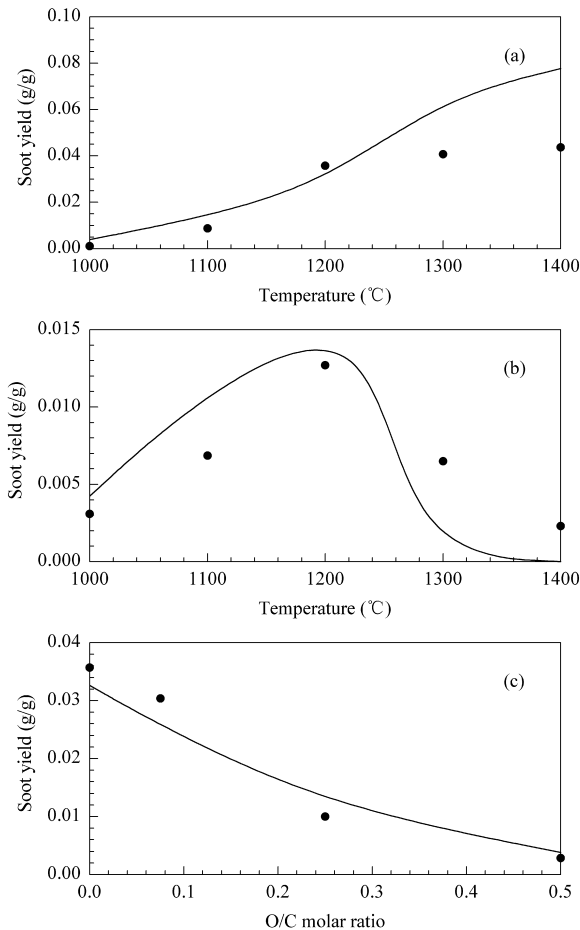 0.10
(a)
0.08
0.06
Soot yield (g/g)
0.04
0.02
0.00
1000 1100 1200 1300 1400
Temperature (℃)
0.015
(b)
0.010
Soot yield (g/g)
0.005
0.000
1000 1100 1200 1300 1400
Temperature (℃)
0.04
(c)
0.03
Soot yield (g/g)
0.02
0.01
0.00
0.0 0.1 0.2 0.3 0.4 0.5
O/C molar ratio